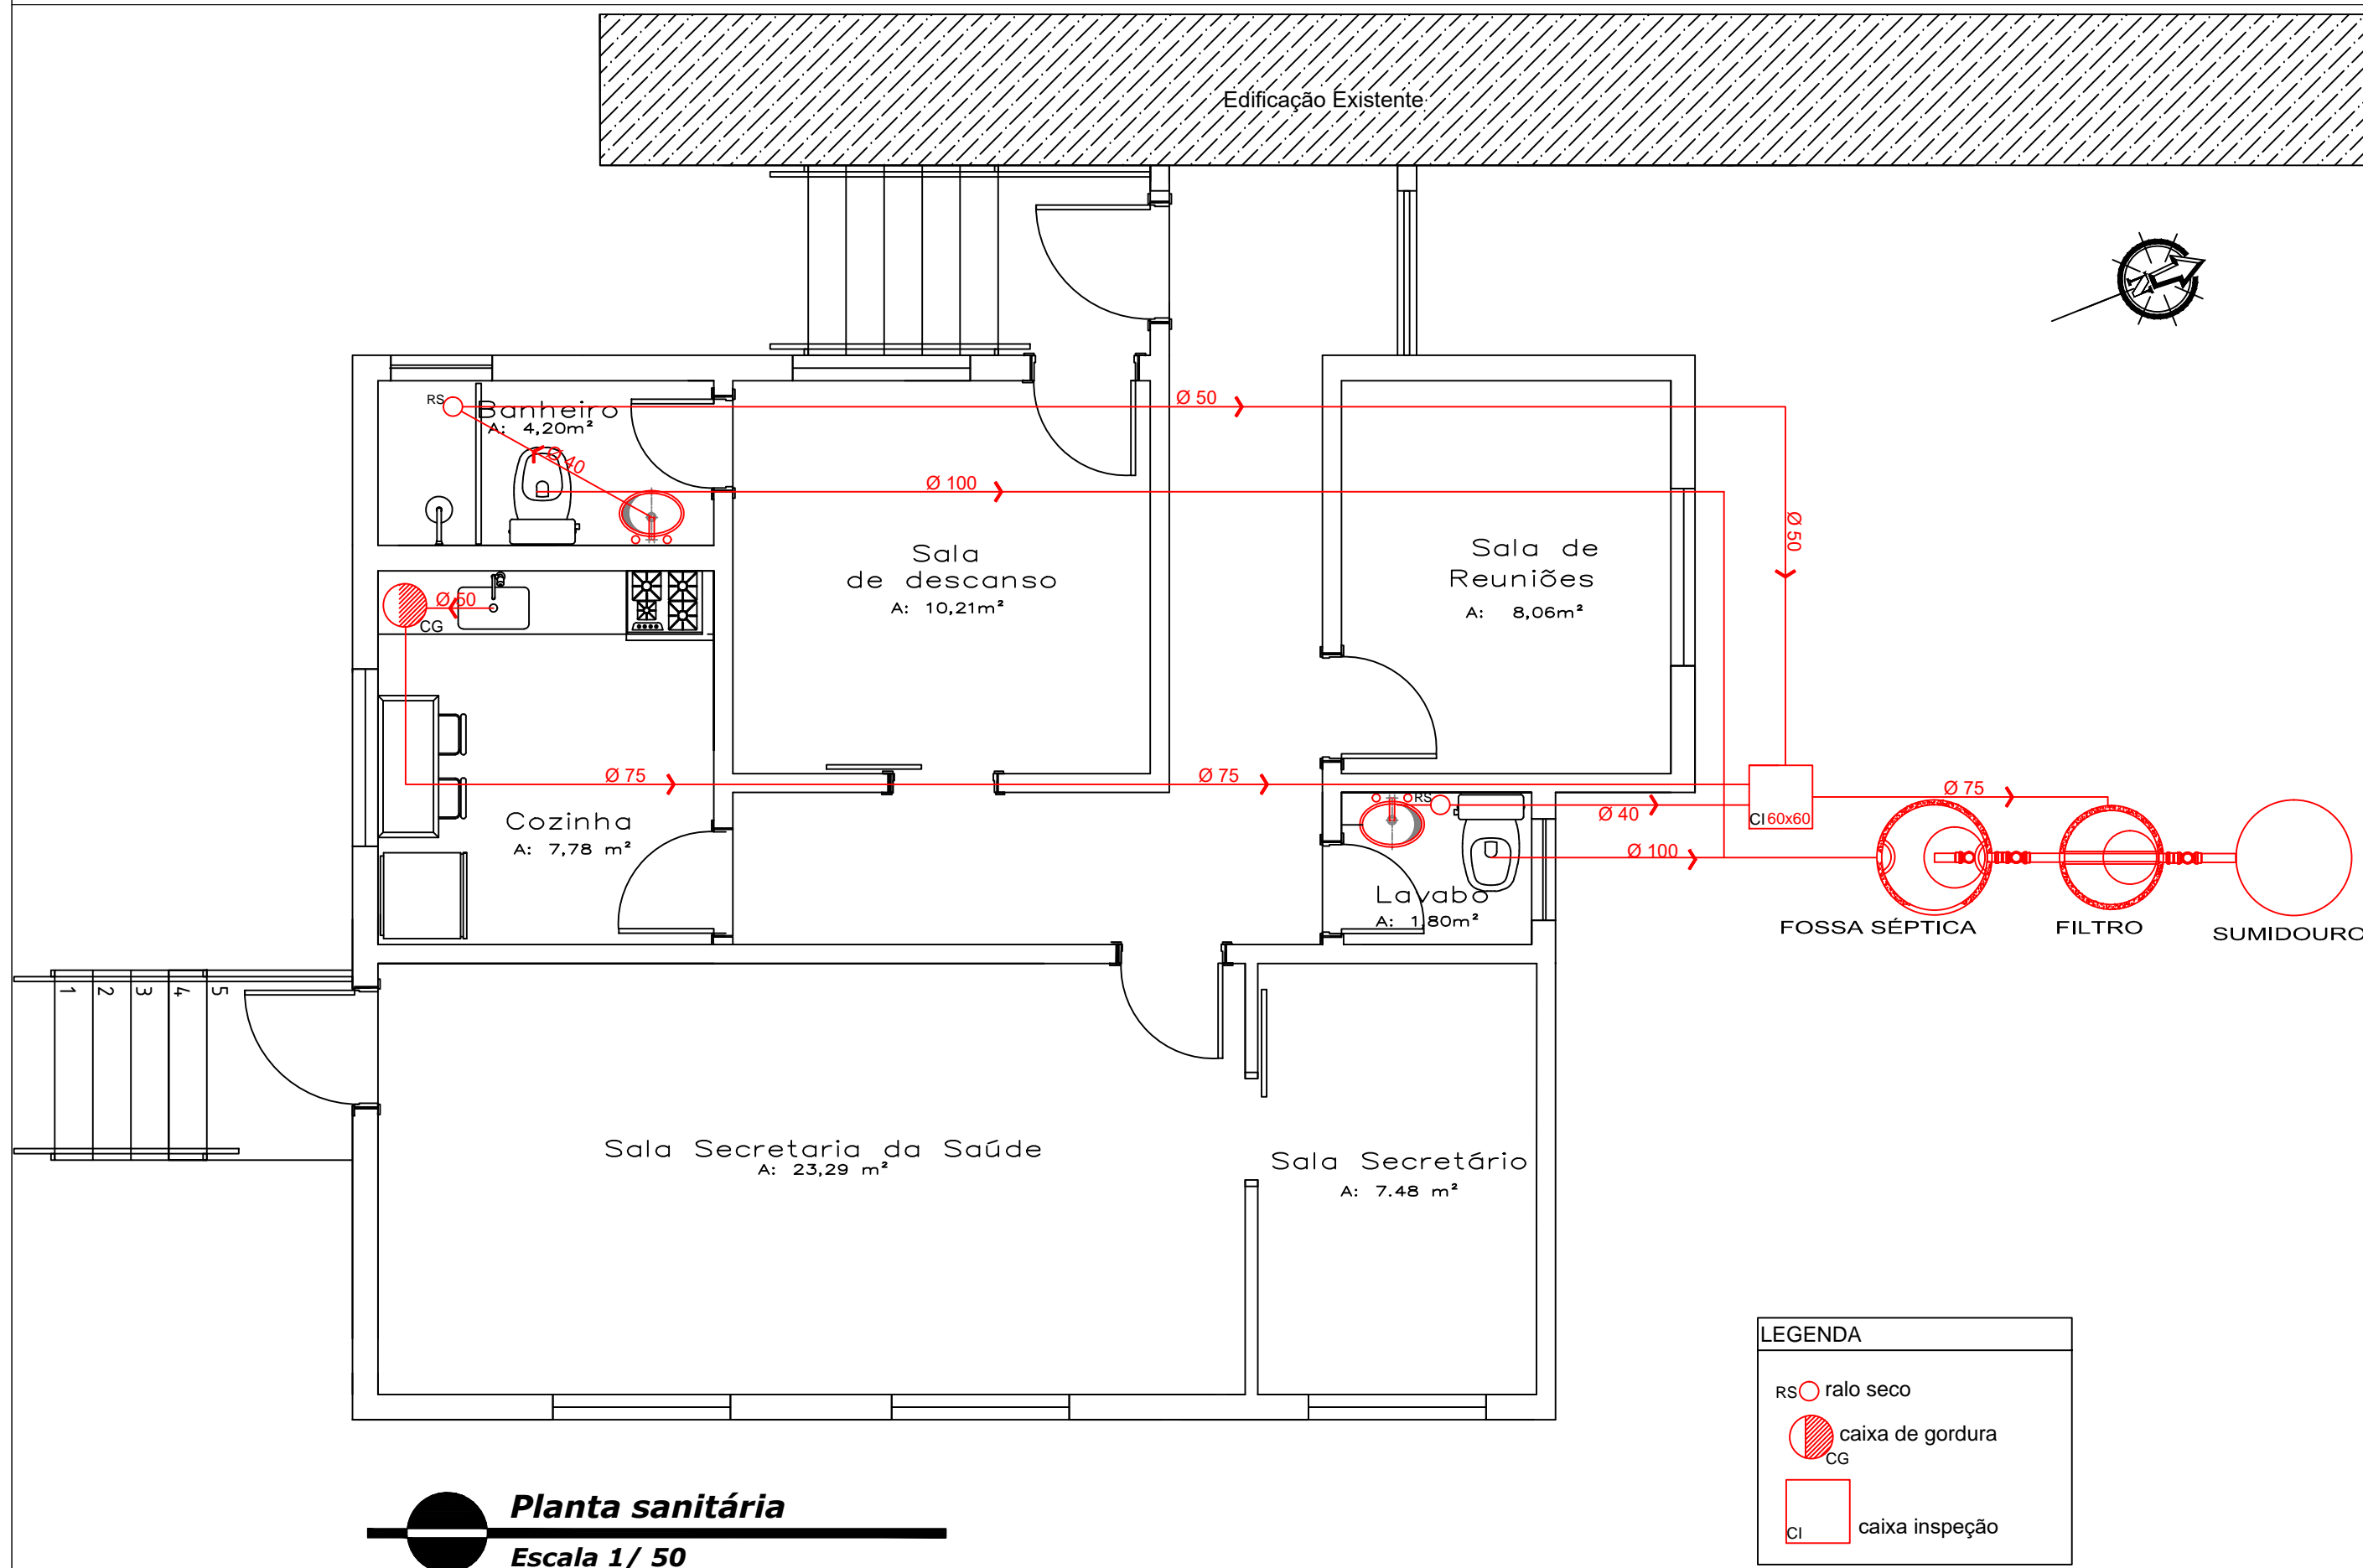 Edificação Existente
N
RS
Banheiro
A: 4,20m²
Ø 40
Ø 50
Ø 100
Ø 50
Sala
de descanso
A: 10,21m²
Sala de
Reuniões
A: 8,06m²
Ø 50
CG
Ø 75
Ø 75
Cozinha
A: 7,78 m²
RS
Ø 40
Ø 100
CI 60x60
Ø 75
Lavabo
A: 1,80m²
FOSSA SÉPTICA
FILTRO
SUMIDOURO
1
2
3
4
5
Sala Secretaria da Saúde
A: 23,29 m²
Sala Secretário
A: 7.48 m²
LEGENDA
RS ralo seco
caixa de gordura
CG
caixa inspeção
CI
Planta sanitária
Escala 1/ 50